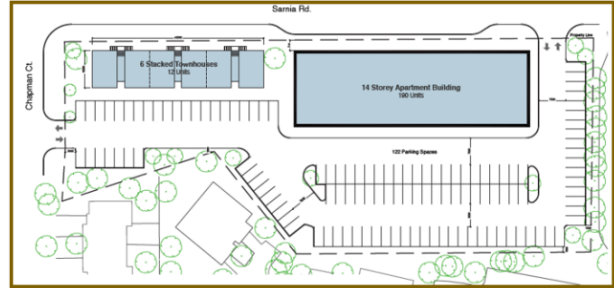 Sarnia Rd.
Property Line
6 Stacked Townhouses
12 Units
14 Storey Apartment Building
190 Units
Chapman Ct.
122 Parking Spaces